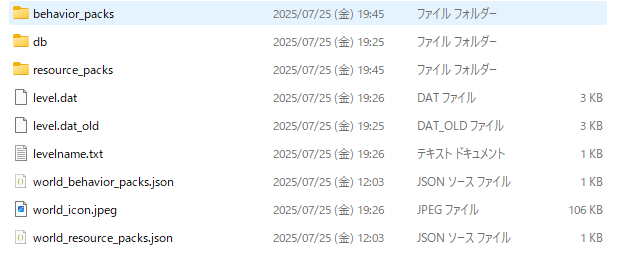 behavior_packs 2025/07/25 (金) 19:45 ファイル フォルダー
db 2025/07/25 (金) 19:25 ファイル フォルダー
resource_packs 2025/07/25 (金) 19:45 ファイル フォルダー
level.dat 2025/07/25 (金) 19:26 DAT ファイル 3 KB
level.dat_old 2025/07/25 (金) 19:25 DAT_OLD ファイル 3 KB
levelname.txt 2025/07/25 (金) 19:26 テキスト ドキュメント 1 KB
world_behavior_packs.json 2025/07/25 (金) 12:03 JSON ソース ファイル 1 KB
world_icon.jpeg 2025/07/25 (金) 19:26 JPEG ファイル 106 KB
world_resource_packs.json 2025/07/25 (金) 12:03 JSON ソース ファイル 1 KB